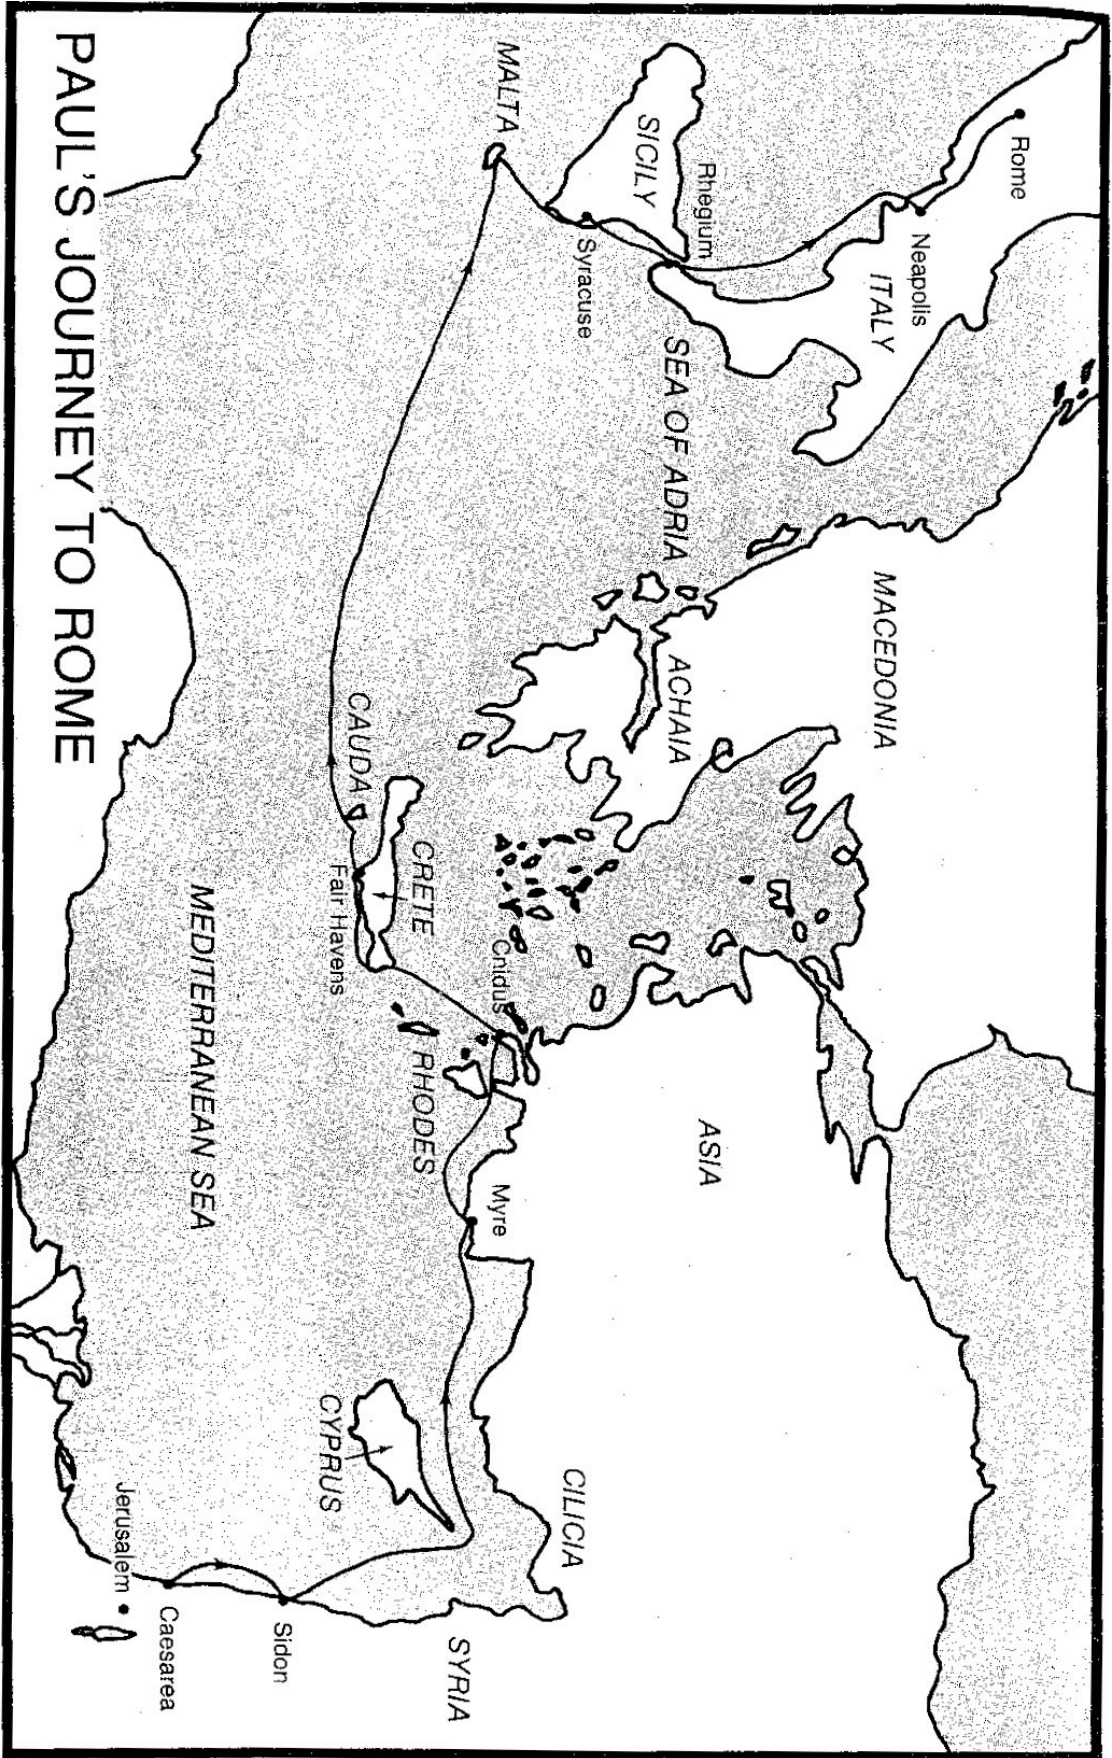 PAUL'S JOURNEY TO ROME
Rome
Neapolis
ITALY
MACEDONIA
SICILY
Rhegium
Syracuse
SEA OF ADRIA
ACHAIA
ASIA
MALTA
CAUDA
CRETE
Fair Havens
Cnidus
RHODES
Myre
CILICIA
MEDITERRANEAN SEA
CYPRUS
SYRIA
Sidon
Caesarea
Jerusalem